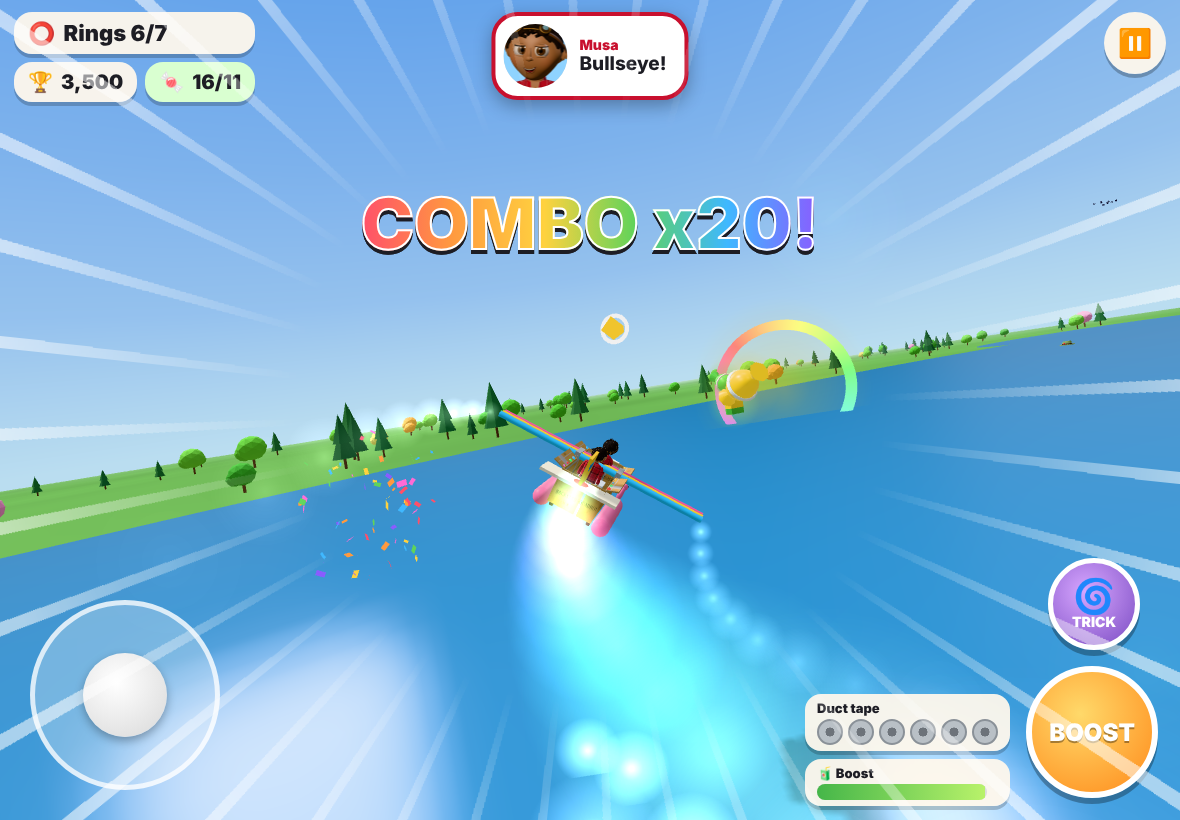 Rings 6/7
3,500
16/11
Musa
Bullseye!
COMBO x20!
TRICK
BOOST
Duct tape
Boost